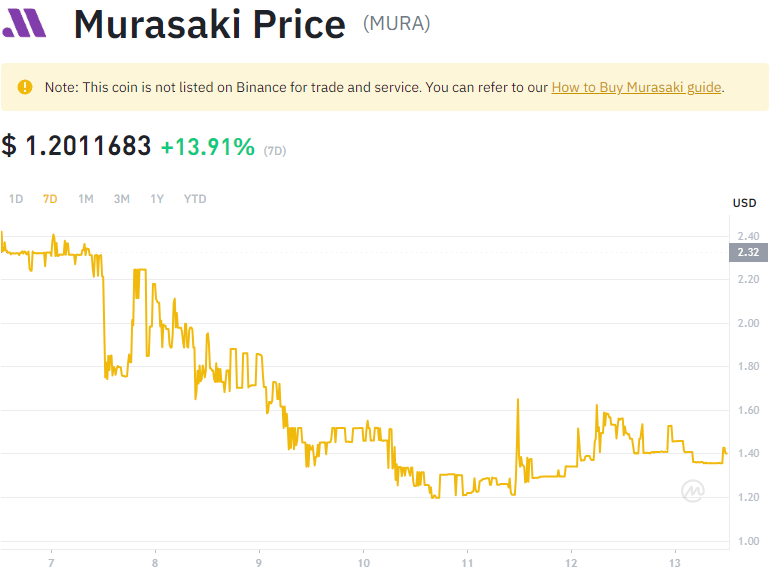 Murasaki Price (MURA)
Note: This coin is not listed on Binance for trade and service. You can refer to our How to Buy Murasaki guide.
$ 1.2011683 +13.91% (7D)
1D 7D 1M 3M 1Y YTD
USD
2.40
2.32
2.20
2.00
1.80
1.60
1.40
1.20
1.00
7 8 9 10 11 12 13